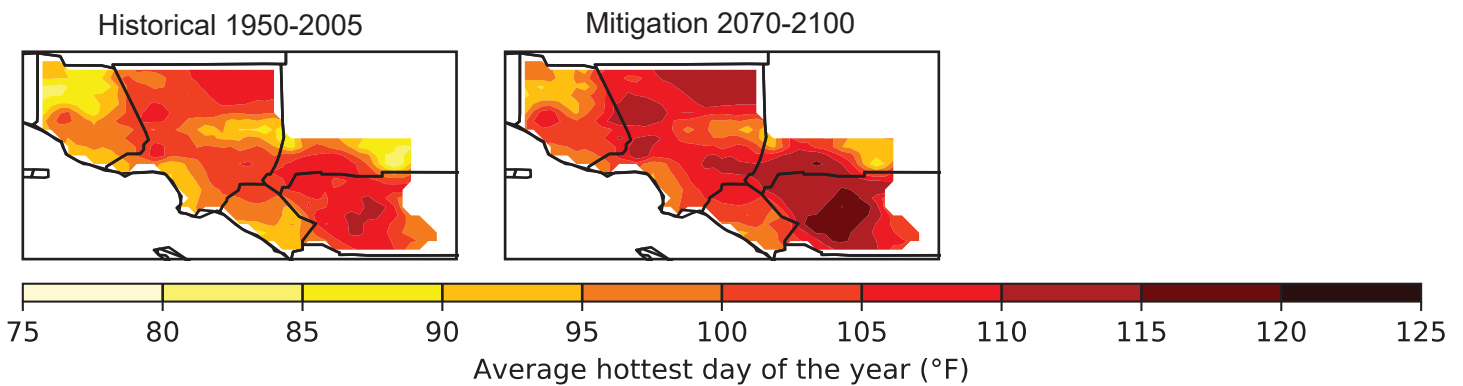 Historical 1950-2005
Mitigation 2070-2100
75 80 85 90 95 100 105 110 115 120 125
Average hottest day of the year (°F)